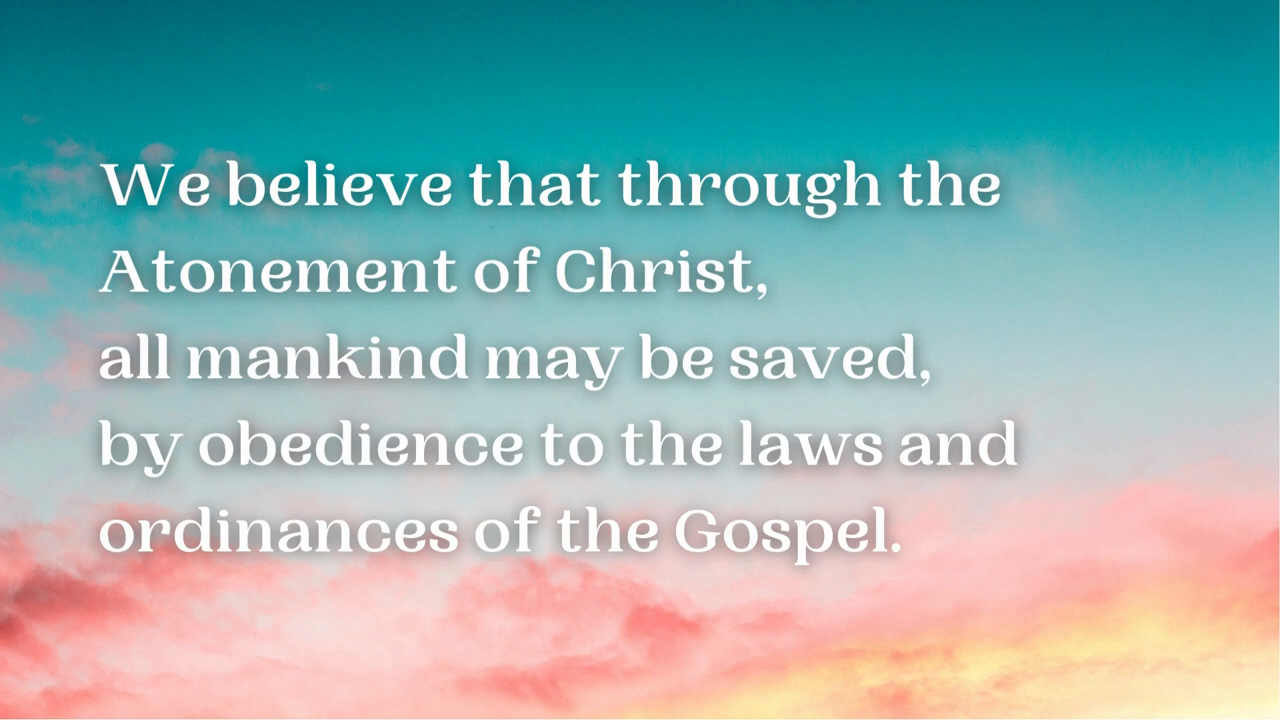 We believe that through the
Atonement of Christ,
all mankind may be saved,
by obedience to the laws and
ordinances of the Gospel.